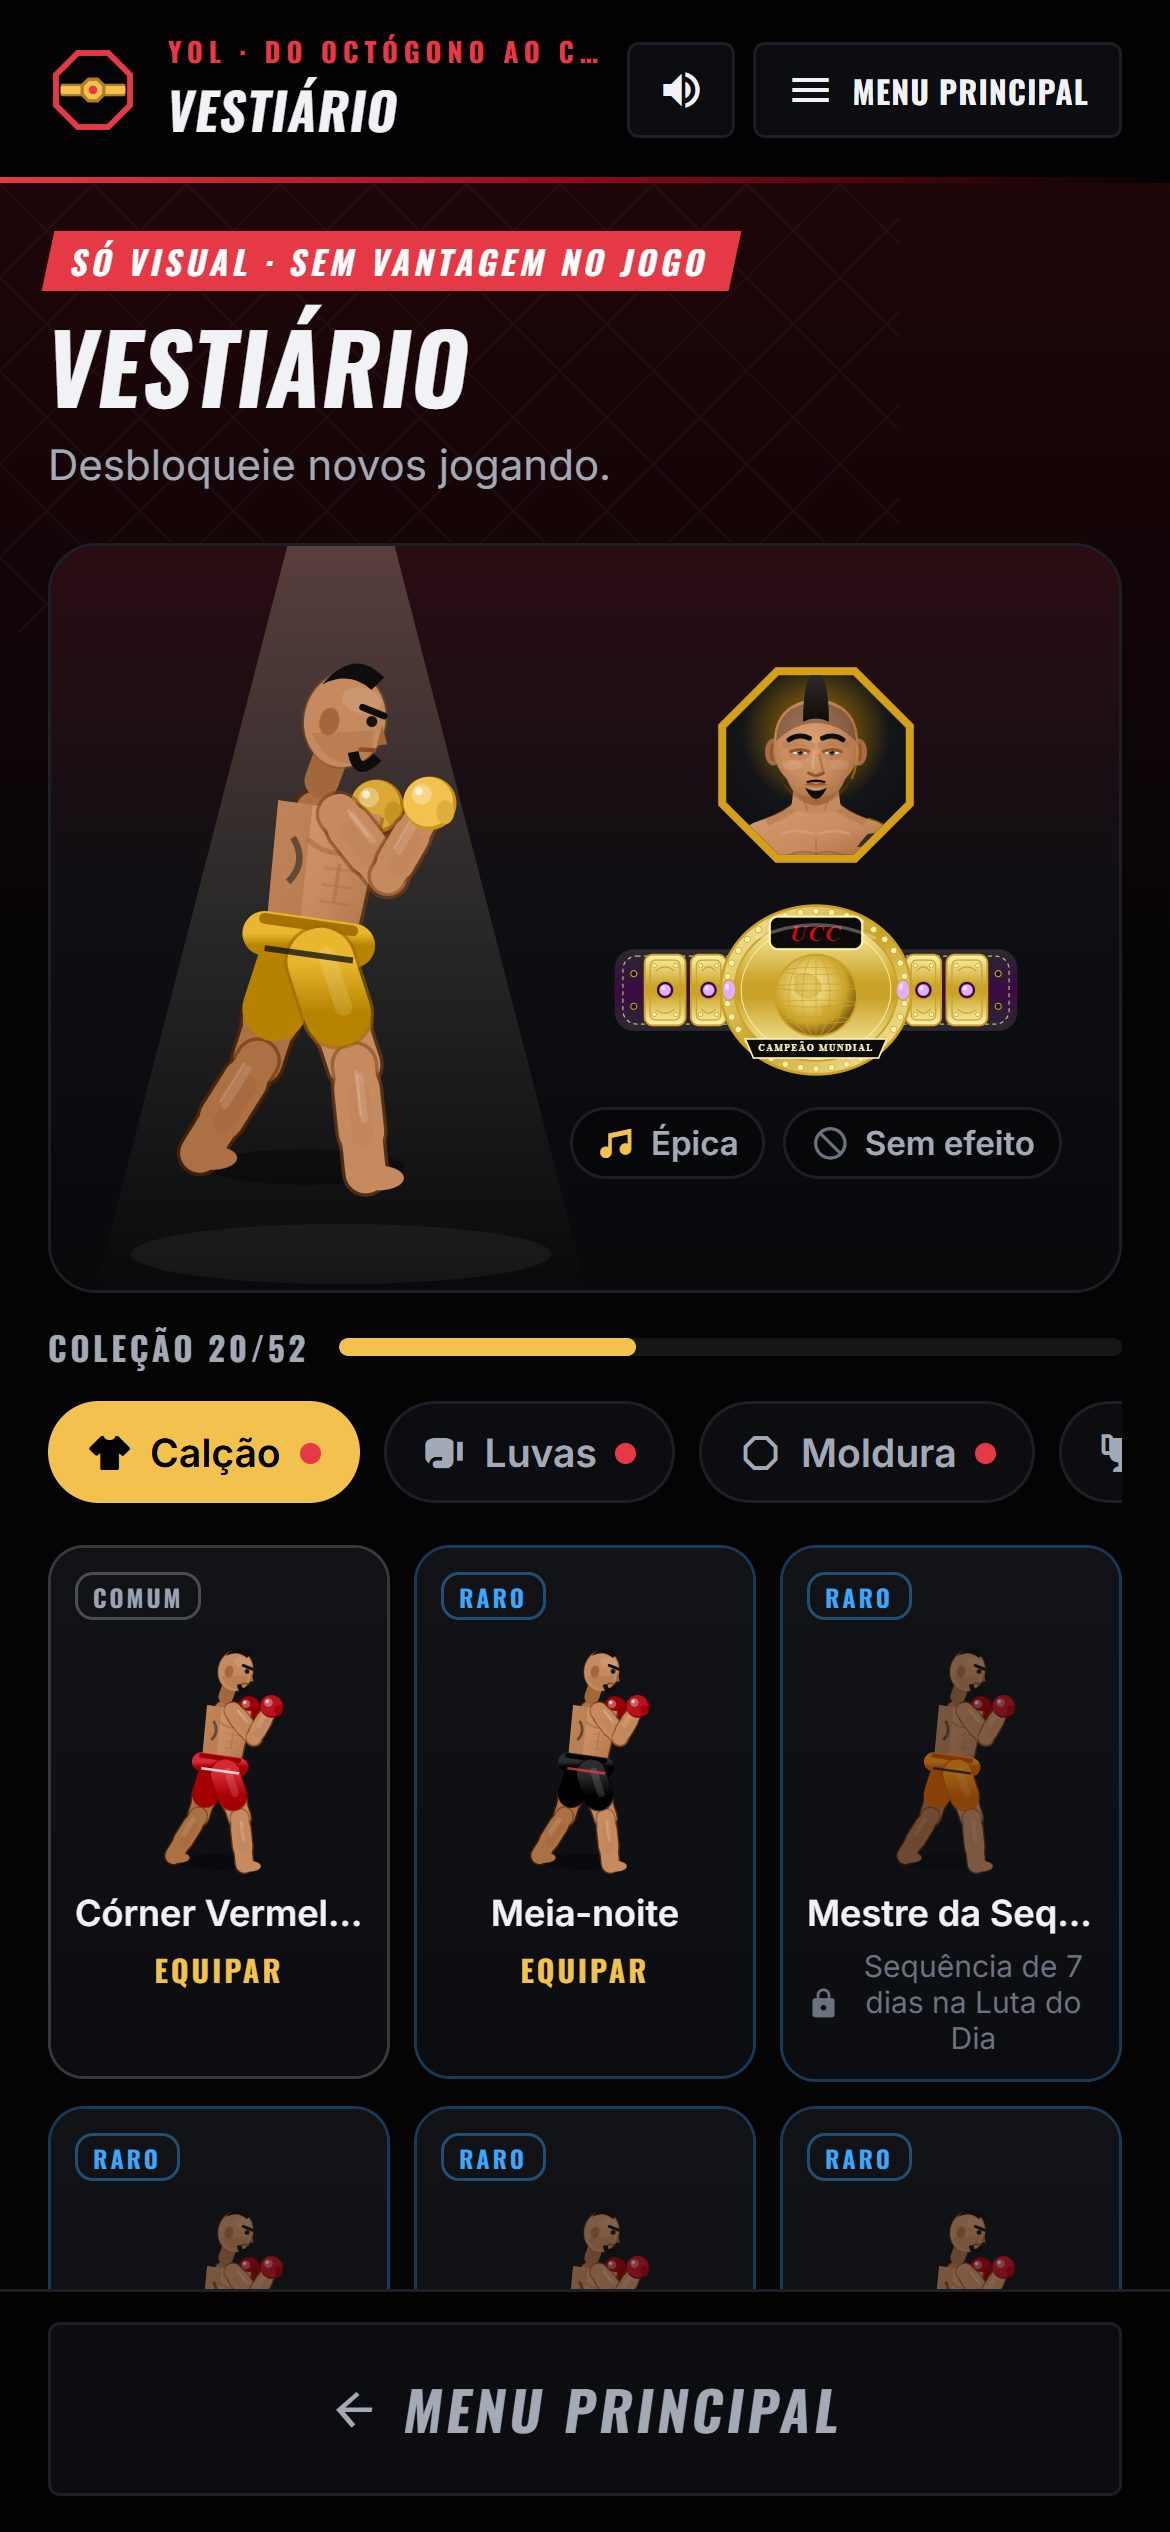 YOL · DO OCTÓGONO AO C...
VESTIÁRIO
MENU PRINCIPAL
SÓ VISUAL · SEM VANTAGEM NO JOGO
VESTIÁRIO
Desbloqueie novos jogando.
UCC
CAMPEÃO MUNDIAL
Épica
Sem efeito
COLEÇÃO 20/52
Calção
Luvas
Moldura
COMUM
RARO
RARO
Córner Vermel...
Meia-noite
Mestre da Seq...
EQUIPAR
EQUIPAR
Sequência de 7
dias na Luta do
Dia
RARO
RARO
RARO
MENU PRINCIPAL